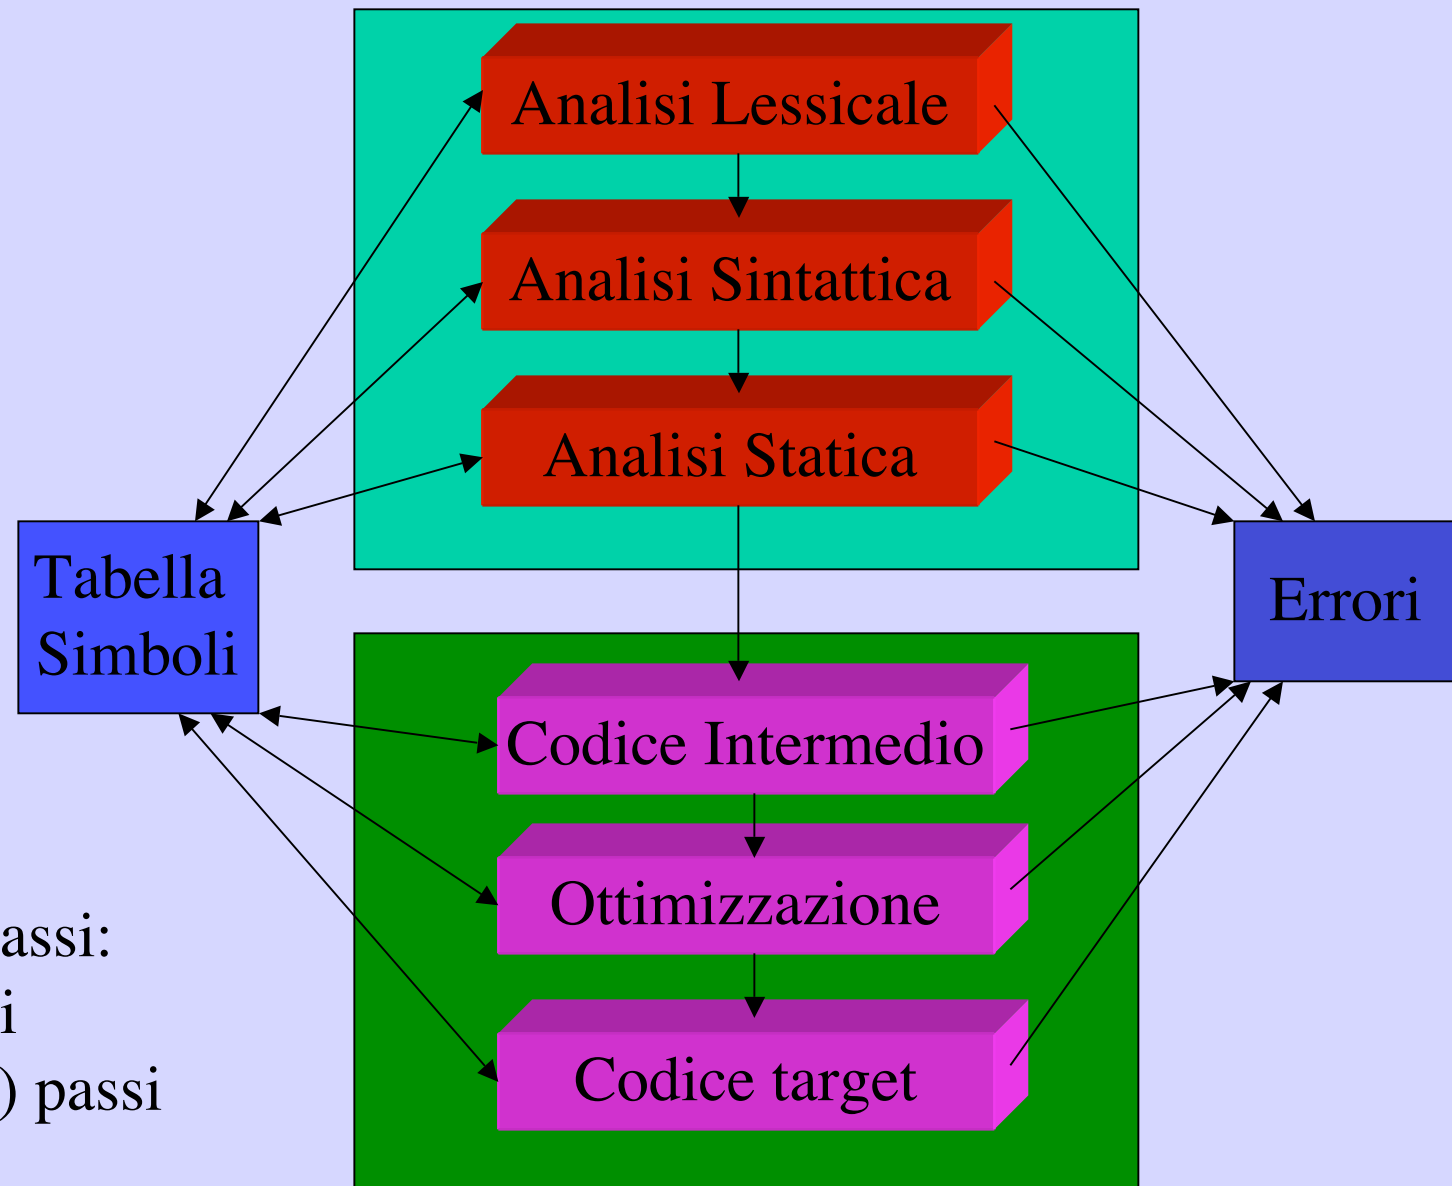 Analisi Lessicale
Analisi Sintattica
Analisi Statica
Tabella
Simboli
Errori
Codice Intermedio
Ottimizzazione
Codice target
assi:
i
) passi